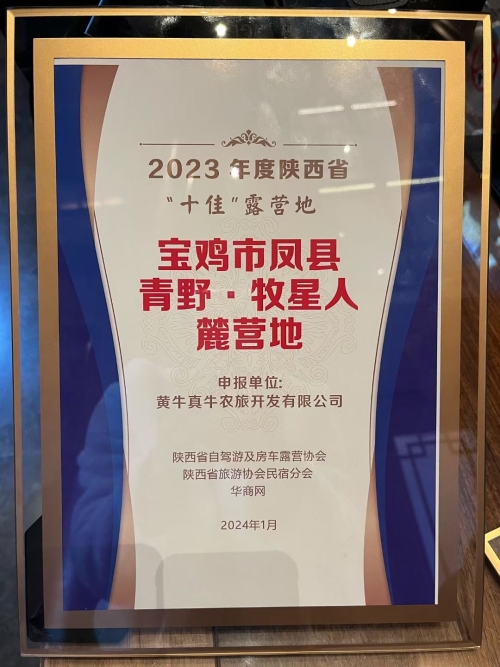 2023 年度陕西省
“十佳”露营地
宝鸡市凤县
青野·牧星人
麓营地
申报单位:
黄牛真牛农旅开发有限公司
陕西省自驾游及房车露营协会
陕西省旅游协会民宿分会
华商网
2024年1月